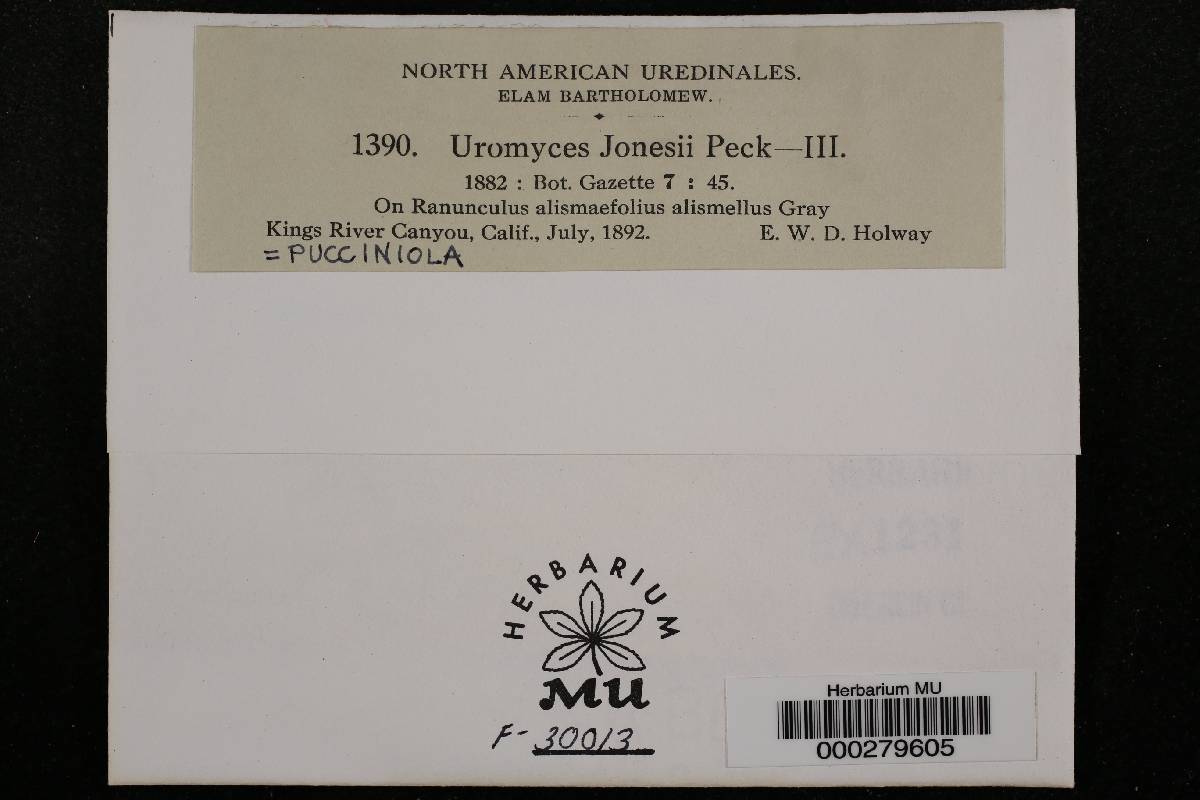 NORTH AMERICAN UREDINALES.
ELAM BARTHOLOMEW.
1390. Uromyces Jonesii Peck—III.
1882 : Bot. Gazette 7 : 45.
On Ranunculus alismaefolius alismellus Gray
Kings River Canyou, Calif., July, 1892. E. W. D. Holway
= PUCCINIOLA
HERBARIUM
MU
F- 30013
Herbarium MU
000279605